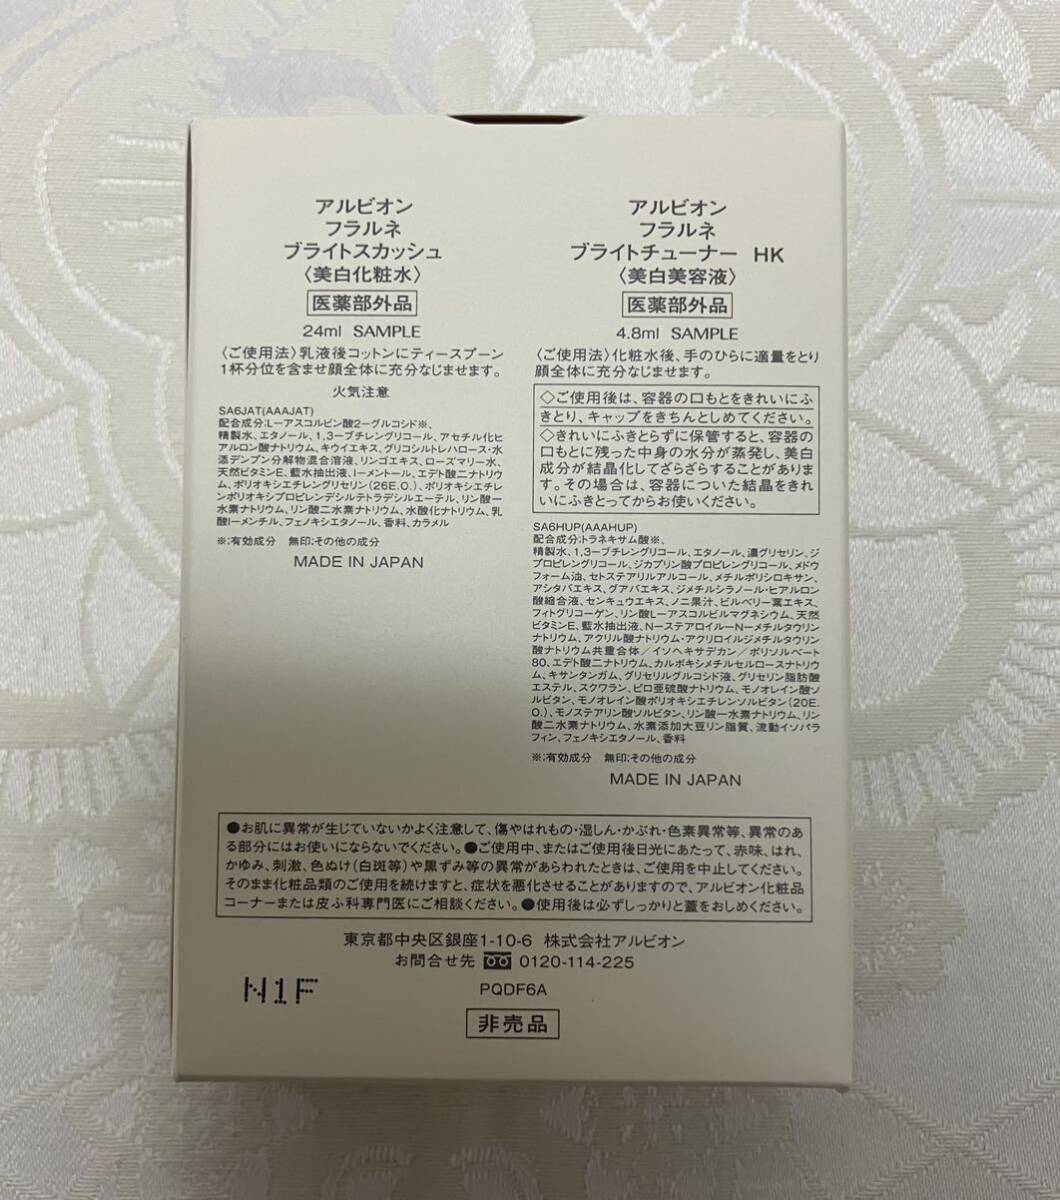 アルビオン
フラルネ
ブライトスカッシュ
〈美白化粧水〉
医薬部外品
24ml SAMPLE
〈ご使用法〉乳液後コットンにティースプーン
1杯分位を含ませ顔全体に充分なじませます。
火気注意
SA6JAT(AAAJAT)
配合成分:L-アスコルビン酸2-グルコシド※、
精製水、エタノール、1,3-ブチレングリコール、アセチル化ヒ
アルロン酸ナトリウム、キウイエキス、グリコシルトレハロース・水
添デンプン分解物混合溶液、リンゴエキス、ローズマリー水、
天然ビタミンE、藍水抽出液、l-メントール、エデト酸二ナトリウ
ム、ポリオキシエチレングリセリン(26E.O.)、ポリオキシエチレ
ンポリオキシプロピレンデシルテトラデシルエーテル、リン酸一
水素ナトリウム、リン酸二水素ナトリウム、水酸化ナトリウム、乳
酸l-メンチル、フェノキシエタノール、香料、カラメル
※:有効成分 無印:その他の成分
MADE IN JAPAN
アルビオン
フラルネ
ブライトチューナー HK
〈美白美容液〉
医薬部外品
4.8ml SAMPLE
〈ご使用法〉化粧水後、手のひらに適量をとり
顔全体に充分なじませます。
◇ご使用後は、容器の口もとをきれいにふ
きとり、キャップをきちんとしめてください。
◇きれいにふきとらずに保管すると、容器の
口もとに残った中身の水分が蒸発し、美白
成分が結晶化してざらざらすることがありま
す。その場合は、容器についた結晶をきれ
いにふきとってからお使いください。
SA6HUP(AAAHUP)
配合成分:トラネキサム酸※、
精製水、1,3-ブチレングリコール、エタノール、濃グリセリン、ジ
プロピレングリコール、ジカプリン酸プロピレングリコール、メドウ
フォーム油、セトステアリルアルコール、メチルポリシロキサン、
アシタバエキス、グアバエキス、ジメチルシラノール・ヒアルロン
酸縮合液、センキュウエキス、ノニ果汁、ビルベリー葉エキス、
フィトグリコーゲン、リン酸L-アスコルビルマグネシウム、天然
ビタミンE、藍水抽出液、N-ステアロイル-N-メチルタウリン
ナトリウム、アクリル酸ナトリウム・アクリロイルジメチルタウリン
酸ナトリウム共重合体/イソヘキサデカン/ポリソルベート
80、エデト酸二ナトリウム、カルボキシメチルセルロースナトリウ
ム、キサンタンガム、グリセリルグルコシド液、グリセリン脂肪酸
エステル、スクワラン、ピロ亜硫酸ナトリウム、モノオレイン酸ソ
ルビタン、モノオレイン酸ポリオキシエチレンソルビタン(20E.
O.)、モノステアリン酸ソルビタン、リン酸一水素ナトリウム、リン
酸二水素ナトリウム、水素添加大豆リン脂質、流動イソパラ
フィン、フェノキシエタノール、香料
※:有効成分 無印:その他の成分
MADE IN JAPAN
●お肌に異常が生じていないかよく注意して、傷やはれもの・湿しん・かぶれ・色素異常等、異常のあ
る部分にはお使いにならないでください。●ご使用中、またはご使用後日光にあたって、赤味、はれ、
かゆみ、刺激、色ぬけ(白斑等)や黒ずみ等の異常があらわれたときは、ご使用を中止してください。
そのまま化粧品類のご使用を続けますと、症状を悪化させることがありますので、アルビオン化粧品
コーナーまたは皮ふ科専門医にご相談ください。●使用後は必ずしっかりと蓋をおしめください。
東京都中央区銀座1-10-6 株式会社アルビオン
お問合せ先 0120-114-225
N1F
PQDF6A
非売品